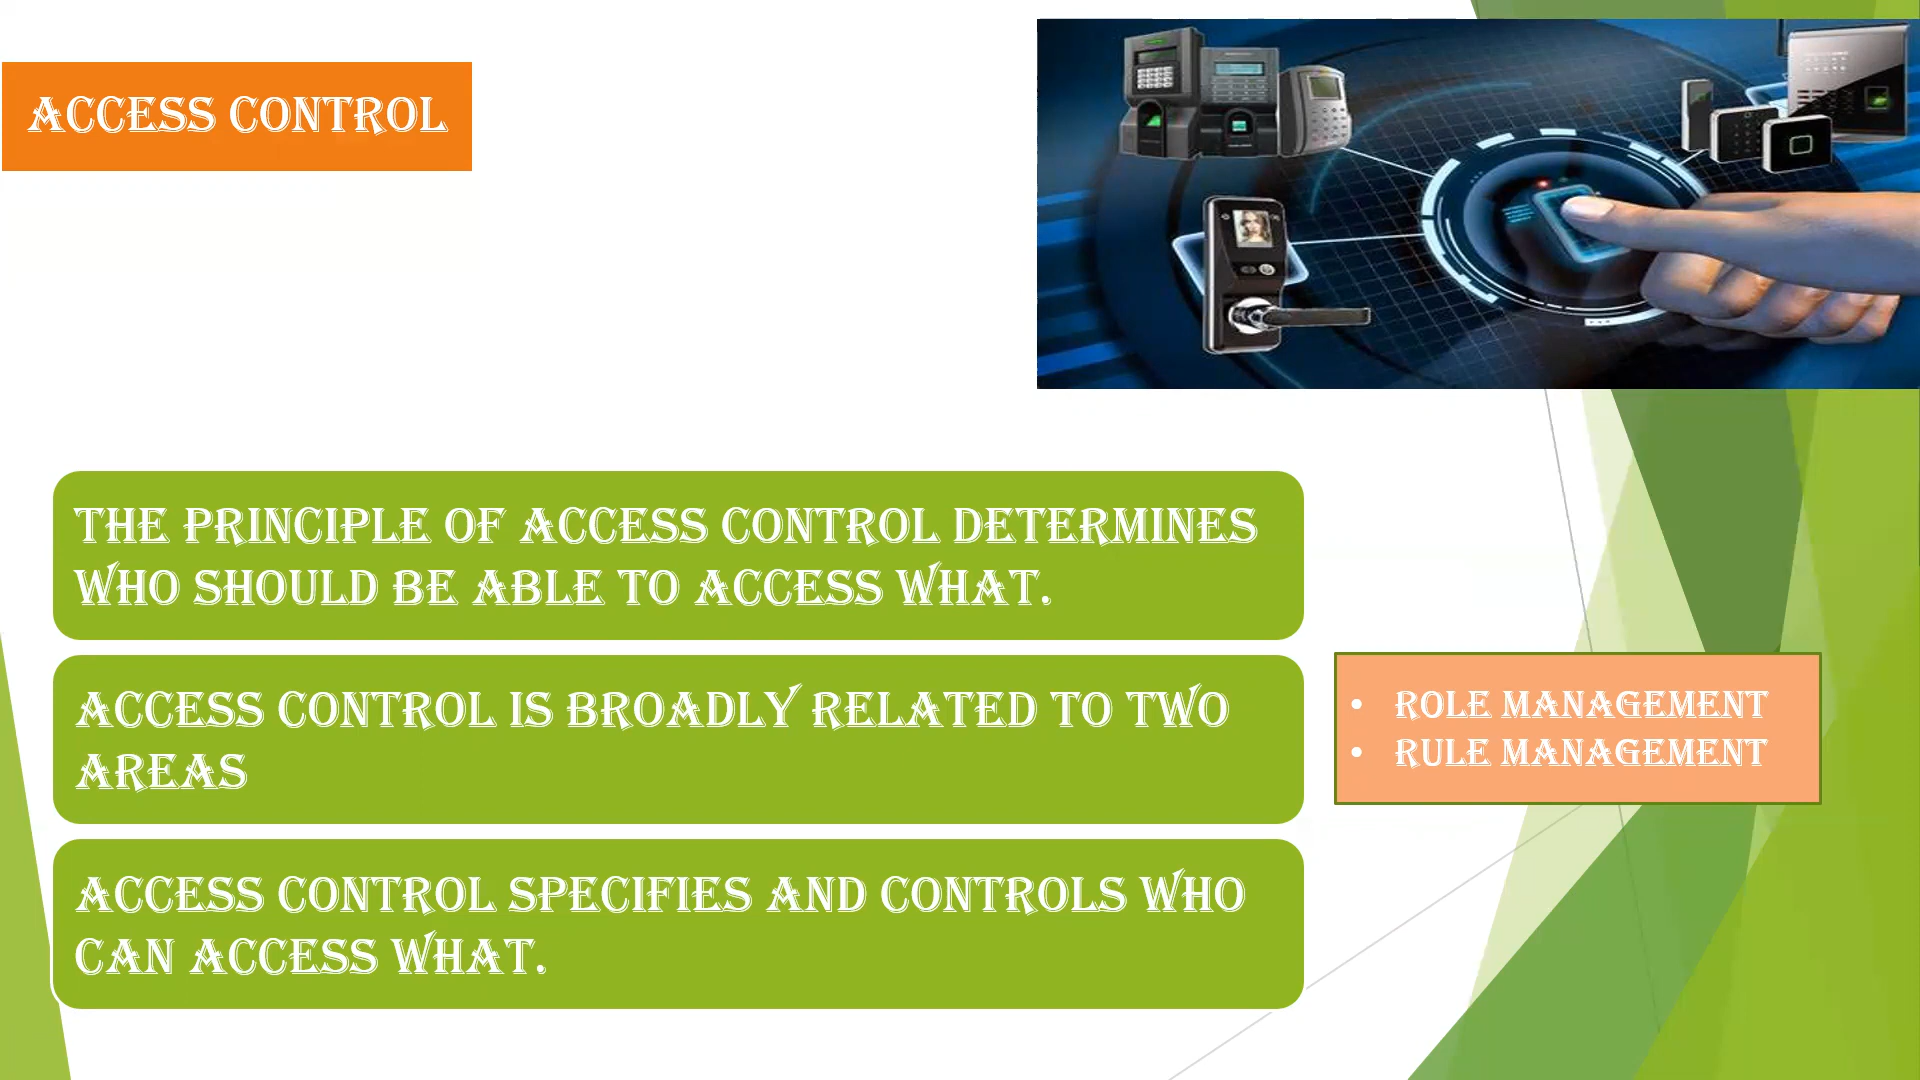 ACCESS CONTROL
THE PRINCIPLE OF ACCESS CONTROL DETERMINES
WHO SHOULD BE ABLE TO ACCESS WHAT.
ACCESS CONTROL IS BROADLY RELATED TO TWO
AREAS
• ROLE MANAGEMENT
• RULE MANAGEMENT
ACCESS CONTROL SPECIFIES AND CONTROLS WHO
CAN ACCESS WHAT.